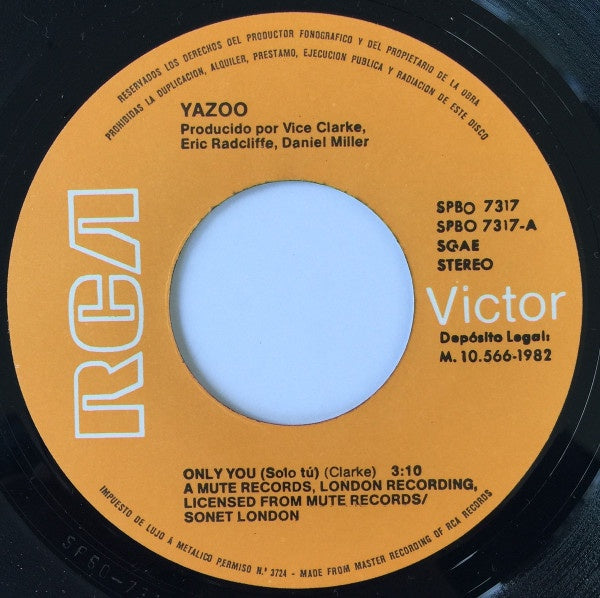 RESERVADOS LOS DERECHOS DEL PRODUCTOR FONOGRAFICO Y DEL PROPIETARIO DE LA OBRA
PROHIBIDAS LA DUPLICACION, ALQUILER, PRESTAMO, EJECUCION PUBLICA Y RADIACION DE ESTE DISCO
YAZOO
Producido por Vice Clarke,
Eric Radcliffe, Daniel Miller
RCA
SPBO 7317
SPBO 7317-A
SGAE
STEREO
Victor
Depósito Legal:
M. 10.566-1982
ONLY YOU (Solo tú) (Clarke) 3:10
A MUTE RECORDS, LONDON RECORDING,
LICENSED FROM MUTE RECORDS/
SONET LONDON
IMPUESTO DE LUJO A METALICO PERMISO N.º 3724 - MADE FROM MASTER RECORDING OF RCA RECORDS